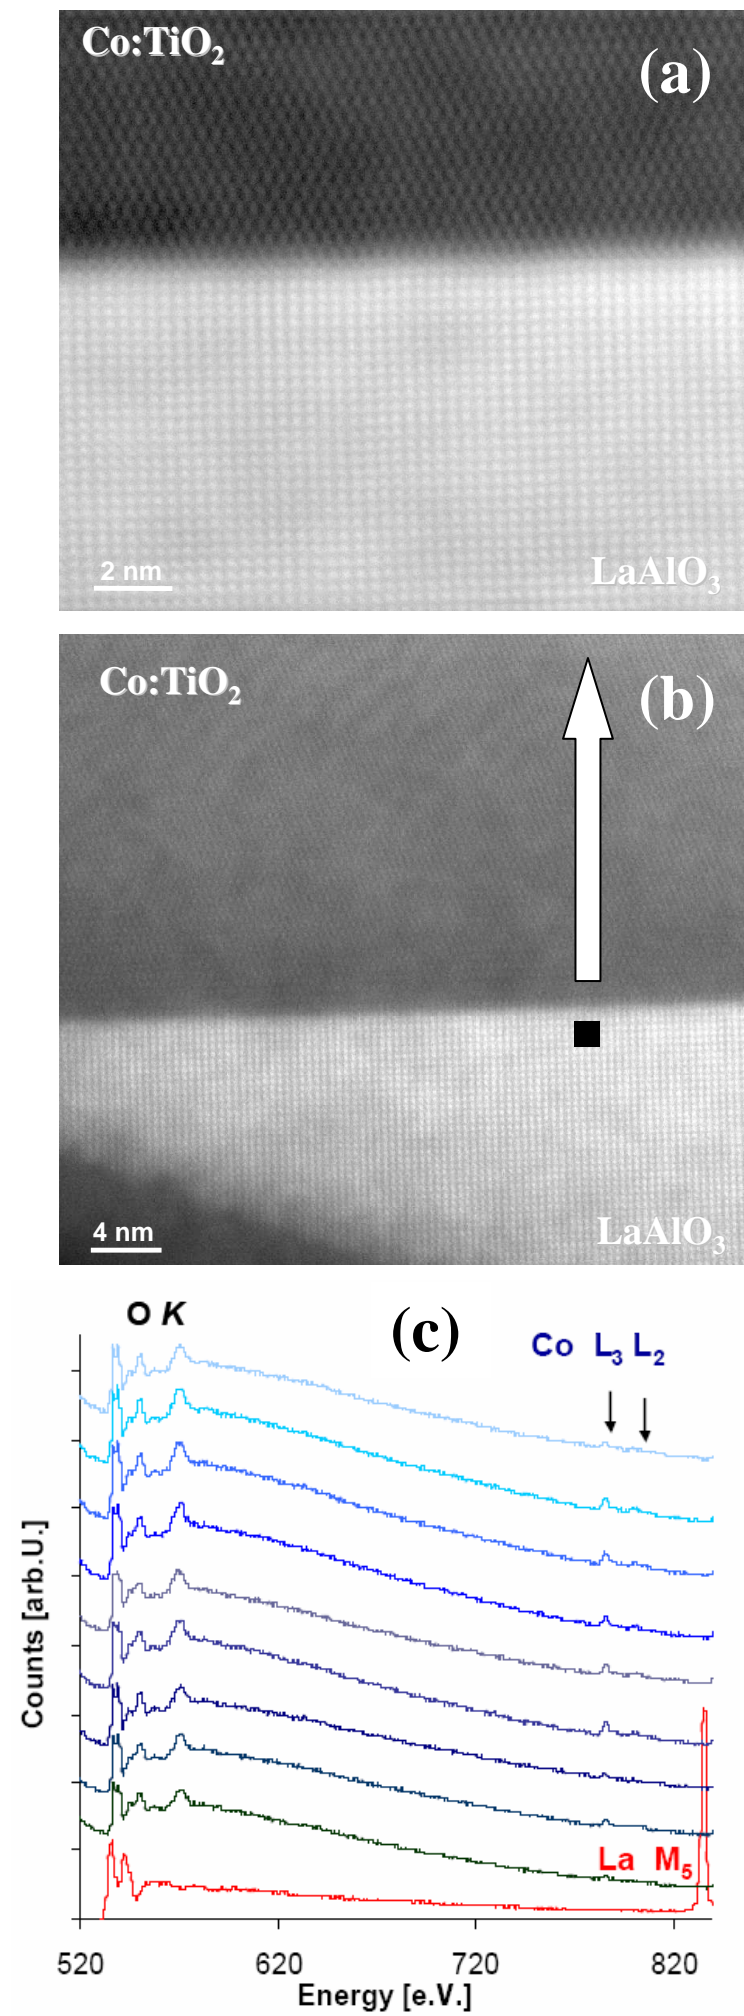 Co:TiO₂
(a)
2 nm
LaAlO₃
Co:TiO₂
(b)
4 nm
LaAlO₃
O K
(c)
Co L₃ L₂
Counts [arb.U.]
La M₅
520 620 720 820
Energy [e.V.]